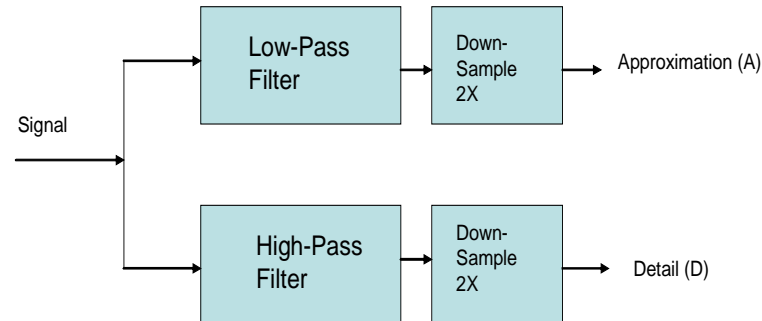 Low-Pass
Filter
Down-
Sample
2X
Approximation (A)
Signal
High-Pass
Filter
Down-
Sample
2X
Detail (D)